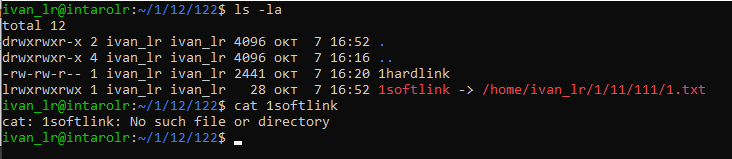 ivan_lr@intarolr:~/1/12/122$ ls -la
total 12
drwxrwxr-x 2 ivan_lr ivan_lr 4096 окт  7 16:52 .
drwxrwxr-x 4 ivan_lr ivan_lr 4096 окт  7 16:16 ..
-rw-rw-r-- 1 ivan_lr ivan_lr 2441 окт  7 16:20 1hardlink
lrwxrwxrwx 1 ivan_lr ivan_lr   28 окт  7 16:52 1softlink -> /home/ivan_lr/1/11/111/1.txt
ivan_lr@intarolr:~/1/12/122$ cat 1softlink
cat: 1softlink: No such file or directory
ivan_lr@intarolr:~/1/12/122$